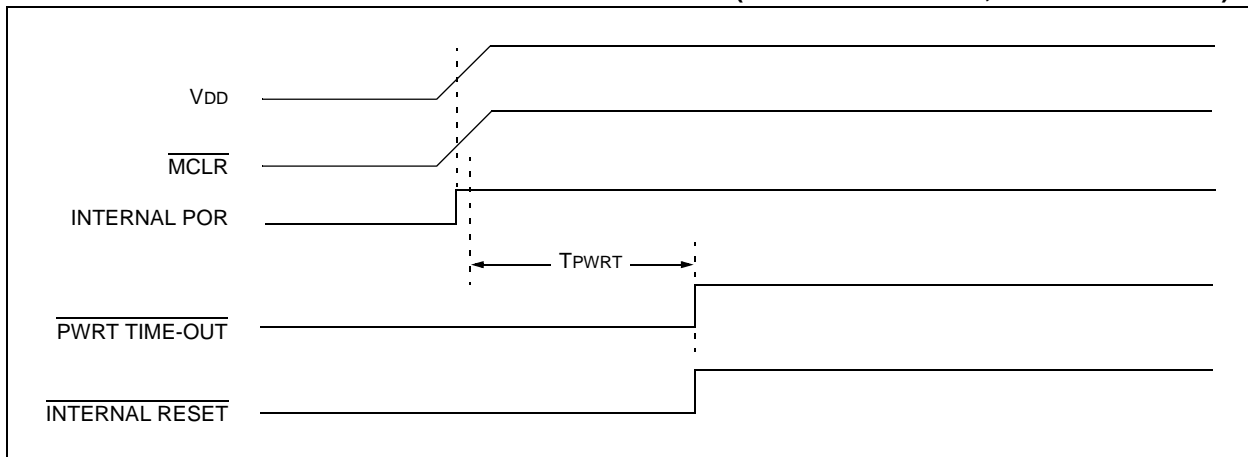 VDD
MCLR
INTERNAL POR
TPWRT
PWRT TIME-OUT
INTERNAL RESET